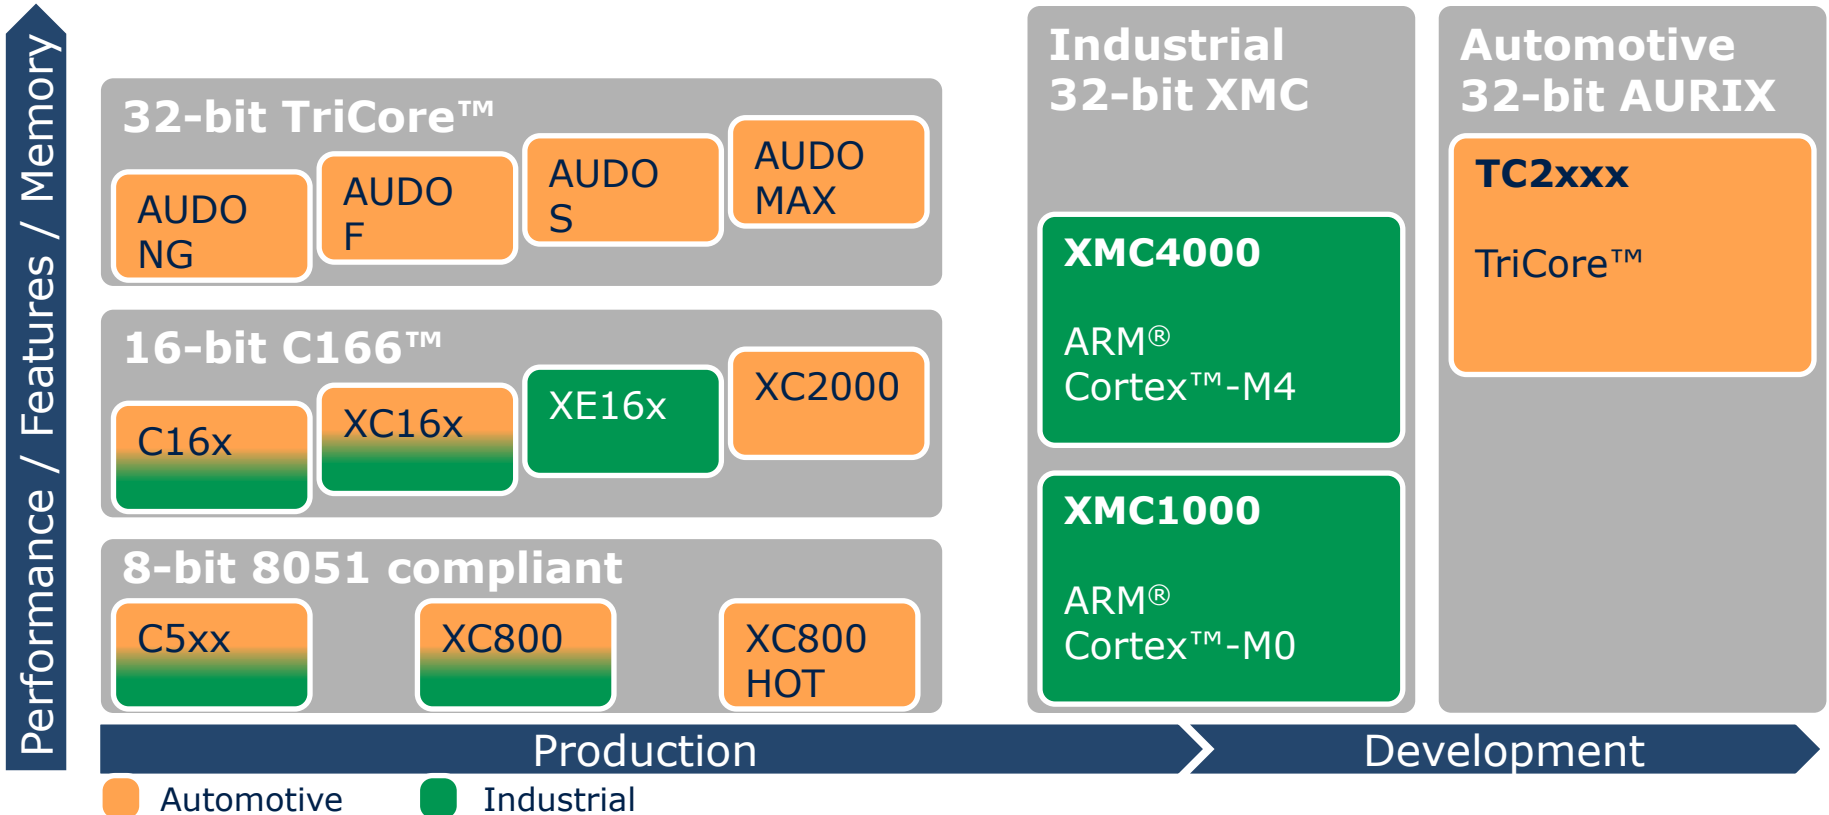 Performance / Features / Memory
32-bit TriCore™
AUDO
NG
AUDO
F
AUDO
S
AUDO
MAX
16-bit C166™
C16x
XC16x
XE16x
XC2000
8-bit 8051 compliant
C5xx
XC800
XC800
HOT
Industrial
32-bit XMC
XMC4000
ARM®
Cortex™-M4
XMC1000
ARM®
Cortex™-M0
Automotive
32-bit AURIX
TC2xxx
TriCore™
Production
Development
Automotive
Industrial